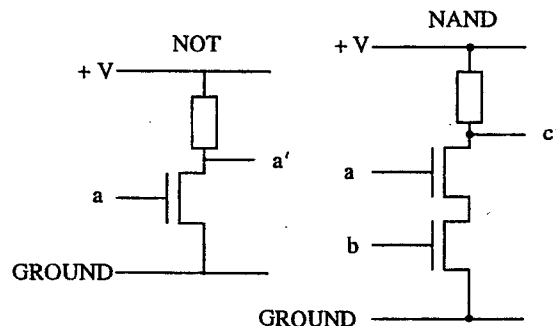 NOT
+ V
a'
a
GROUND
NAND
+ V
c
a
b
GROUND